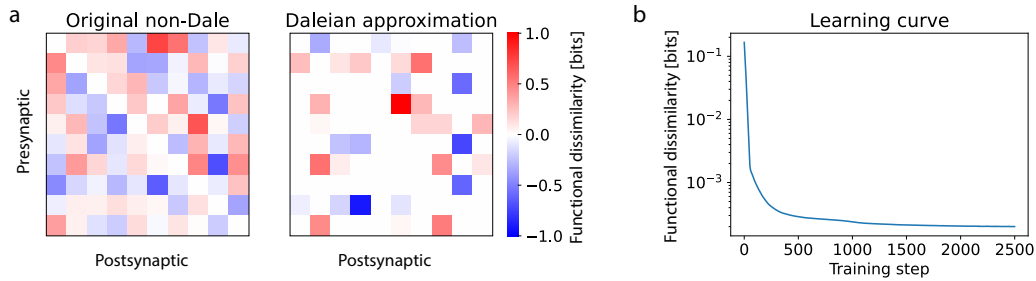 a
Original non-Dale
Daleian approximation
Presynaptic
Postsynaptic
Postsynaptic
1.0
0.5
0.0
−0.5
−1.0
Functional dissimilarity [bits]
b
Learning curve
Functional dissimilarity [bits]
10⁻¹
10⁻²
10⁻³
0
500
1000
1500
2000
2500
Training step